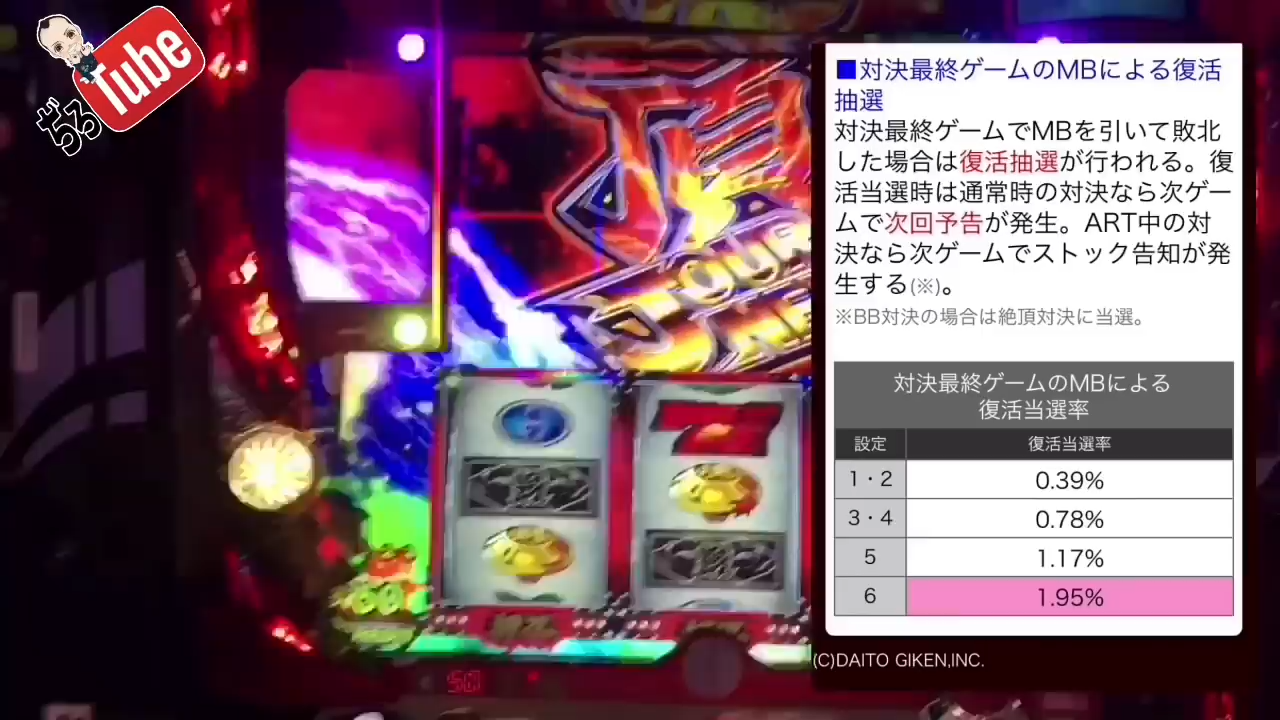 だる
Tube
頂
JOURNEY
■対決最終ゲームのMBによる復活
抽選
対決最終ゲームでMBを引いて敗北
した場合は復活抽選が行われる。復
活当選時は通常時の対決なら次ゲー
ムで次回予告が発生。ART中の対
決なら次ゲームでストック告知が発
生する(※)。
※BB対決の場合は絶頂対決に当選。
対決最終ゲームのMBによる
復活当選率
設定 復活当選率
1・2 0.39%
3・4 0.78%
5 1.17%
6 1.95%
(C)DAITO GIKEN,INC.
50